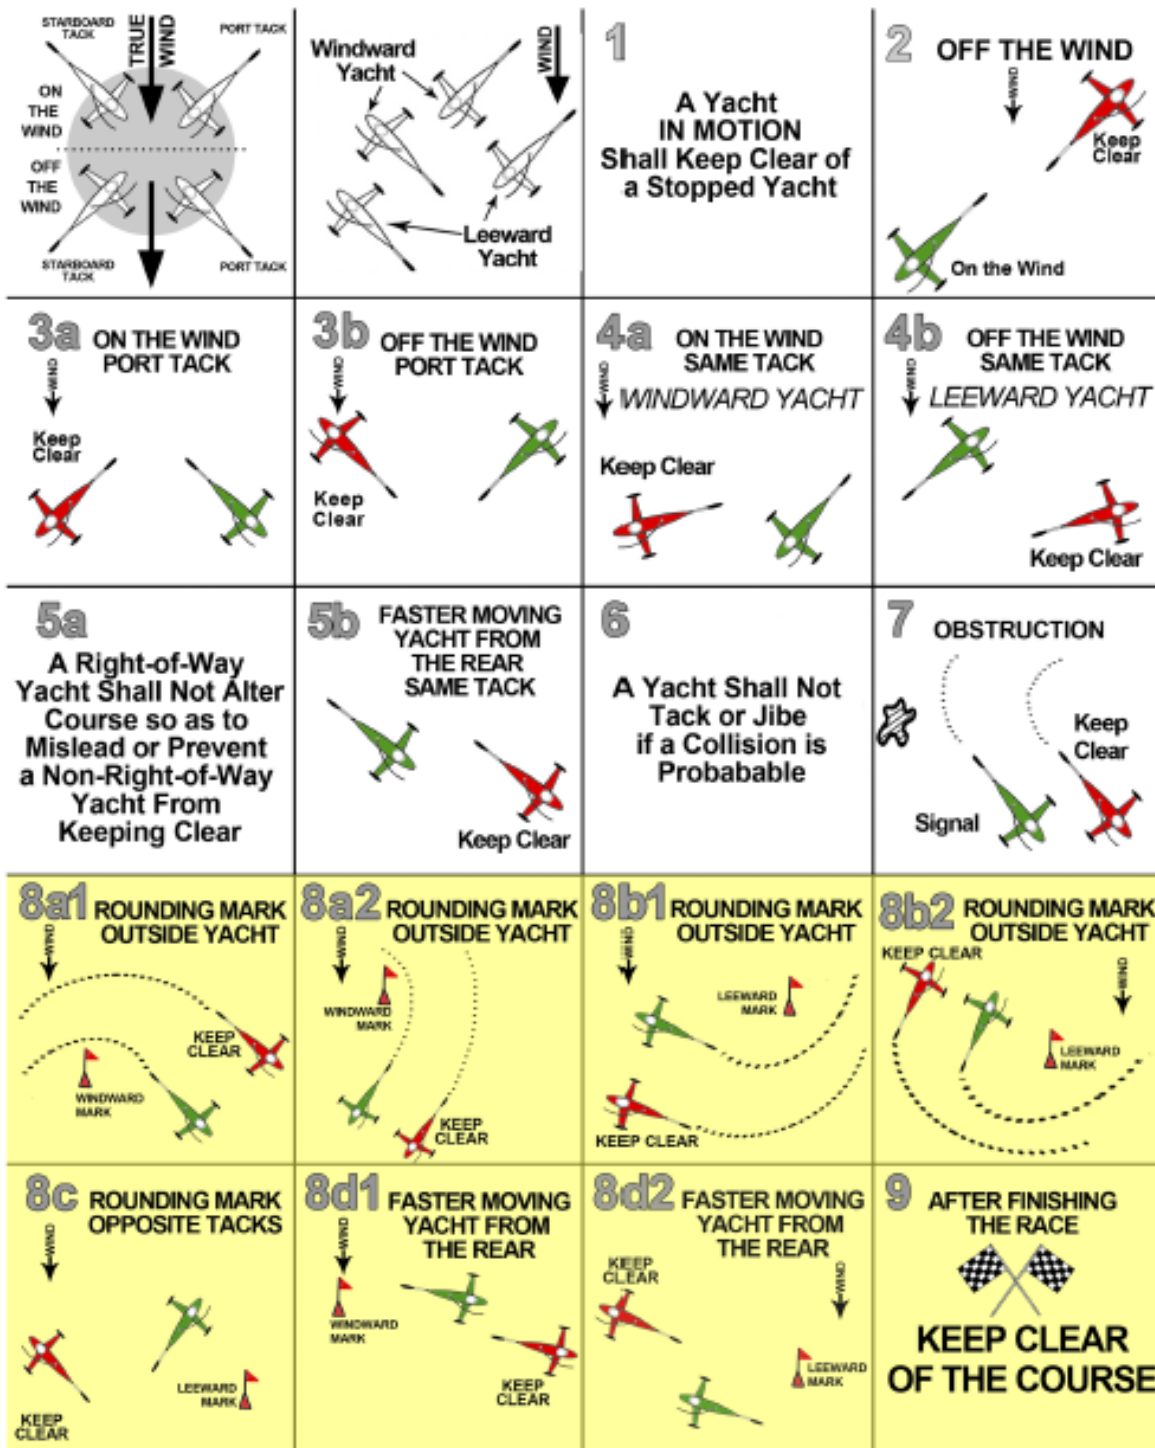 STARBOARD
TACK
TRUE
WIND
PORT TACK
ON
THE
WIND
OFF
THE
WIND
STARBOARD
TACK
PORT TACK
Windward
Yacht
WIND
Leeward
Yacht
1
A Yacht
IN MOTION
Shall Keep Clear of
a Stopped Yacht
2 OFF THE WIND
WIND
Keep
Clear
On the Wind
3a ON THE WIND
PORT TACK
WIND
Keep
Clear
3b OFF THE WIND
PORT TACK
WIND
Keep
Clear
4a ON THE WIND
SAME TACK
WIND
WINDWARD YACHT
Keep Clear
4b OFF THE WIND
SAME TACK
WIND
LEEWARD YACHT
Keep Clear
5a
A Right-of-Way
Yacht Shall Not Alter
Course so as to
Mislead or Prevent
a Non-Right-of-Way
Yacht From
Keeping Clear
5b FASTER MOVING
YACHT FROM
THE REAR
SAME TACK
Keep Clear
6
A Yacht Shall Not
Tack or Jibe
if a Collision is
Probabable
7 OBSTRUCTION
Keep
Clear
Signal
8a1 ROUNDING MARK
OUTSIDE YACHT
WIND
KEEP
CLEAR
WINDWARD
MARK
8a2 ROUNDING MARK
OUTSIDE YACHT
WIND
WINDWARD
MARK
KEEP
CLEAR
8b1 ROUNDING MARK
OUTSIDE YACHT
WIND
LEEWARD
MARK
KEEP CLEAR
8b2 ROUNDING MARK
OUTSIDE YACHT
KEEP CLEAR
WIND
LEEWARD
MARK
8c ROUNDING MARK
OPPOSITE TACKS
WIND
LEEWARD
MARK
KEEP
CLEAR
8d1 FASTER MOVING
YACHT FROM
THE REAR
WIND
WINDWARD
MARK
KEEP
CLEAR
8d2 FASTER MOVING
YACHT FROM
THE REAR
KEEP
CLEAR
WIND
LEEWARD
MARK
9 AFTER FINISHING
THE RACE
KEEP CLEAR
OF THE COURSE